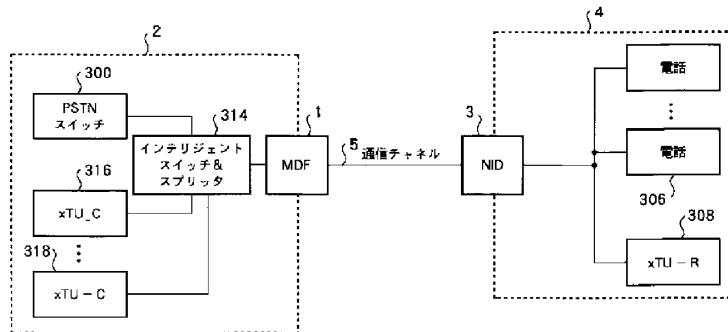 2
4
300
PSTN
スイッチ
314
インテリジェント
スイッチ&
スプリッタ
1
MDF
5 通信チャネル
3
NID
電話
電話
306
316
xTU_C
318
xTU-C
308
xTU-R